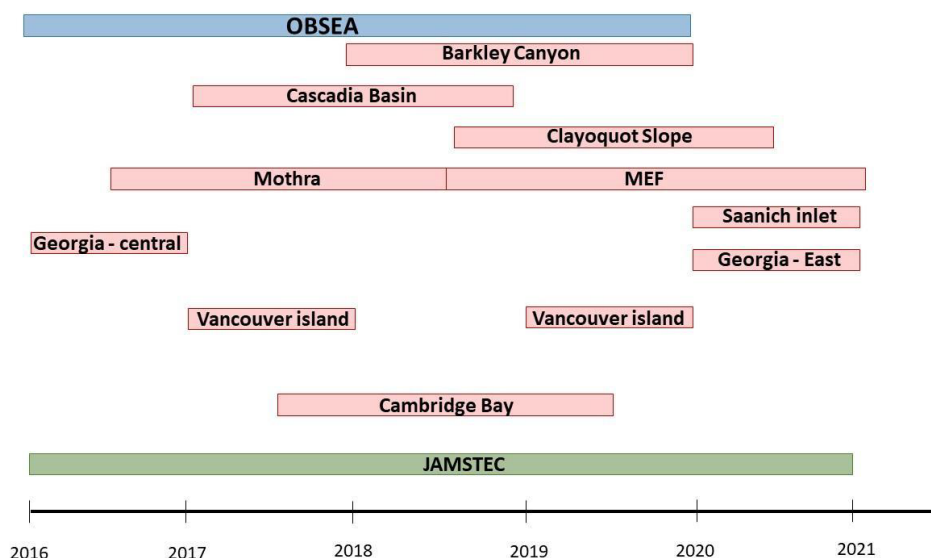 OBSEA
Barkley Canyon
Cascadia Basin
Clayoquot Slope
Mothra MEF
Saanich inlet
Georgia - central
Georgia - East
Vancouver island Vancouver island
Cambridge Bay
JAMSTEC
2016 2017 2018 2019 2020 2021